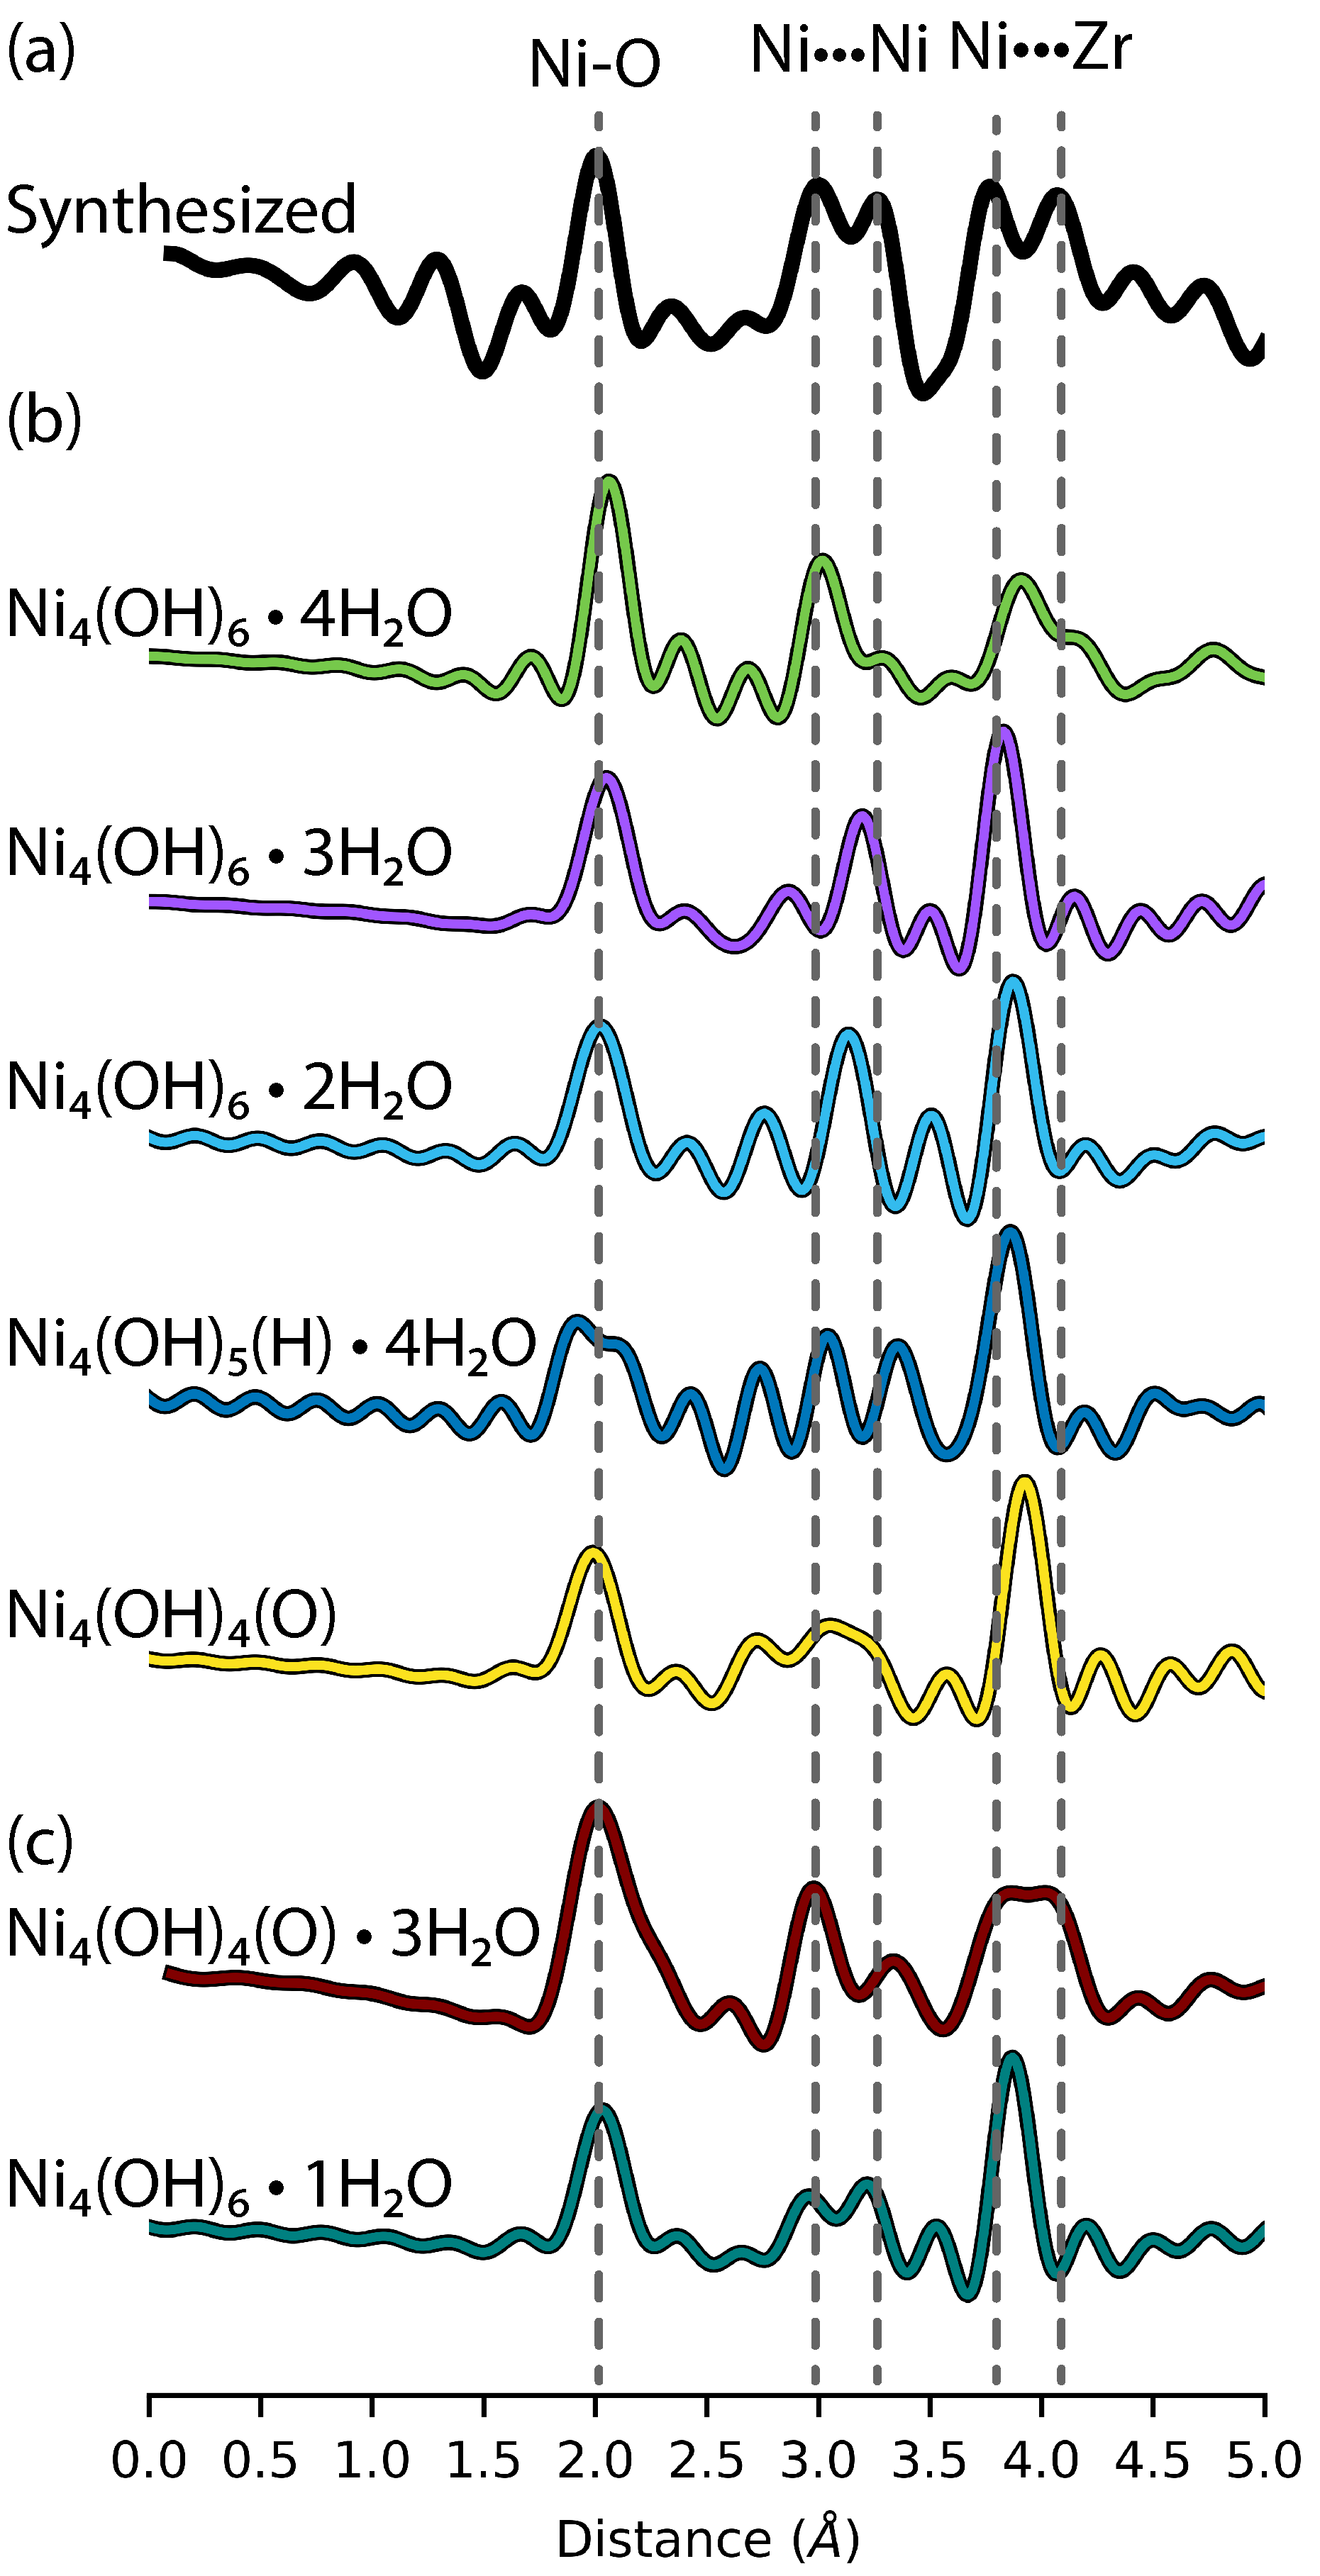 (a)
Ni-O Ni•••Ni Ni•••Zr
Synthesized
(b)
Ni₄(OH)₆ • 4H₂O
Ni₄(OH)₆ • 3H₂O
Ni₄(OH)₆ • 2H₂O
Ni₄(OH)₅(H) • 4H₂O
Ni₄(OH)₄(O)
(c)
Ni₄(OH)₄(O) • 3H₂O
Ni₄(OH)₆ • 1H₂O
0.0 0.5 1.0 1.5 2.0 2.5 3.0 3.5 4.0 4.5 5.0
Distance (Å)